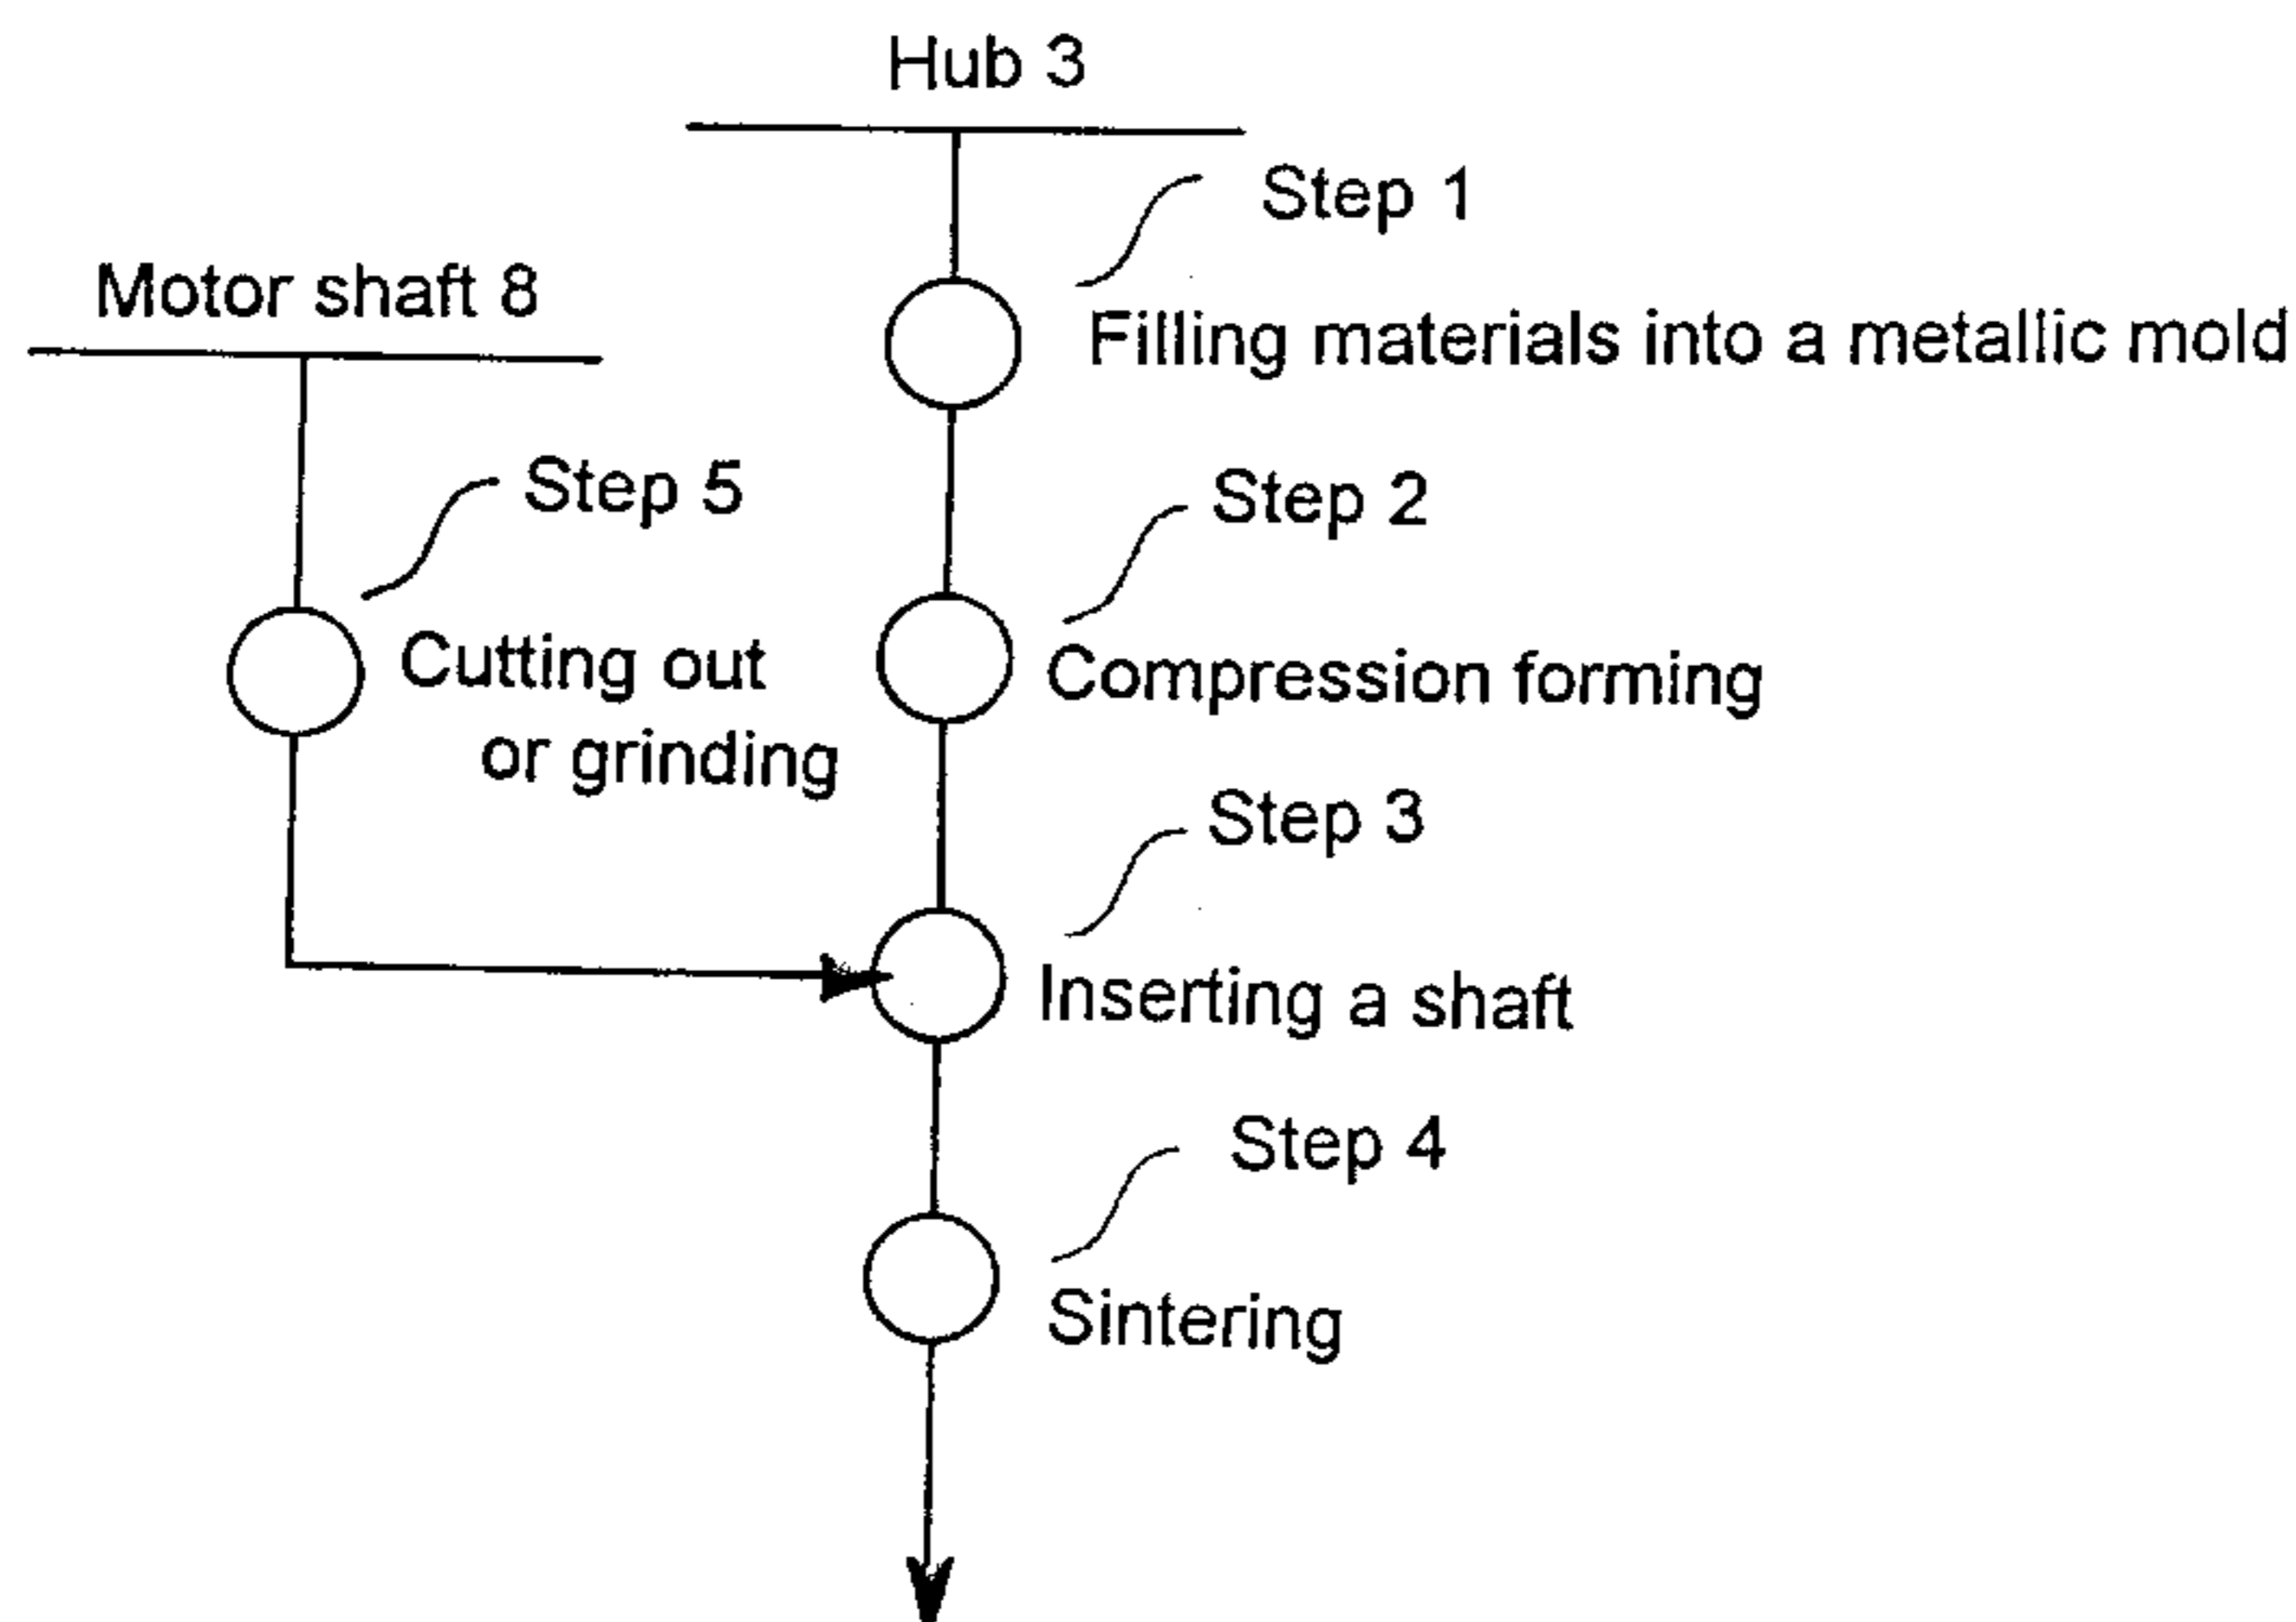 Hub 3
Step 1
Motor shaft 8
Filling materials into a metallic mold
Step 5
Step 2
Cutting out
or grinding
Compression forming
Step 3
Inserting a shaft
Step 4
Sintering